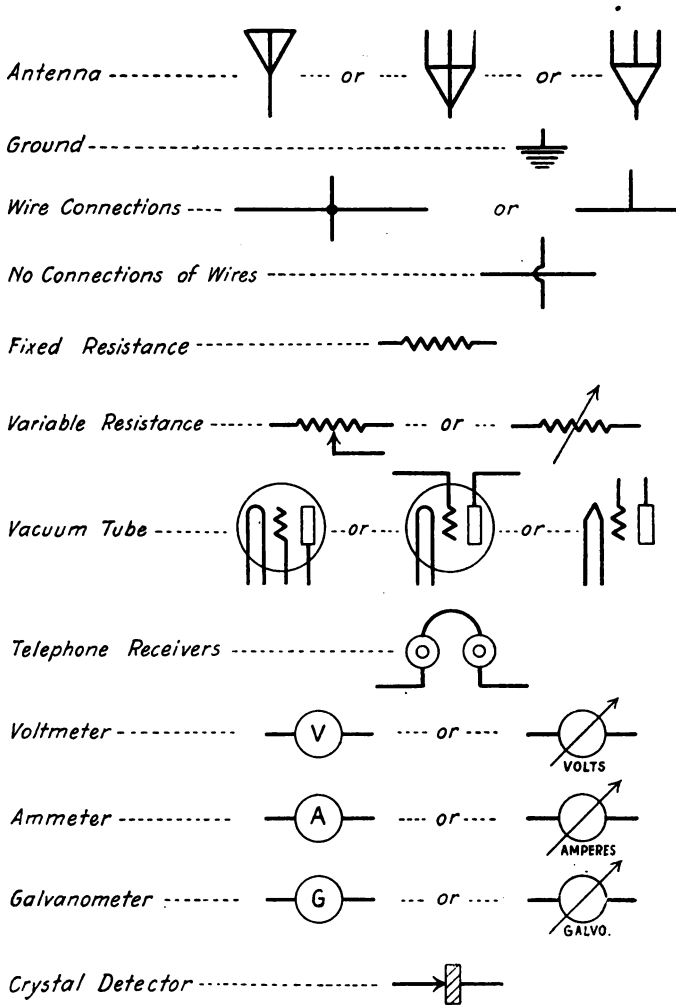 Antenna or or
Ground
Wire Connections or
No Connections of Wires
Fixed Resistance
Variable Resistance or
Vacuum Tube or or
Telephone Receivers
Voltmeter V or VOLTS
Ammeter A or AMPERES
Galvanometer G or GALVO.
Crystal Detector